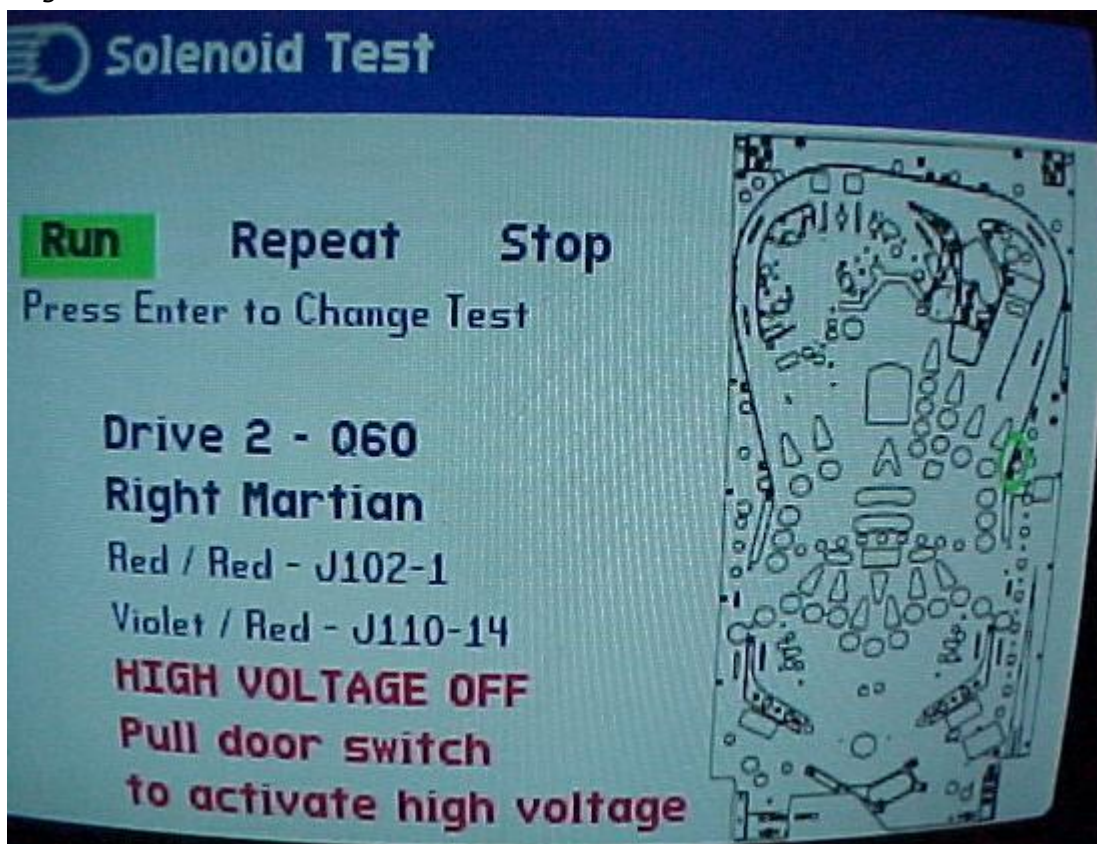 Solenoid Test
Run Repeat Stop
Press Enter to Change Test
Drive 2 - Q60
Right Martian
Red / Red - J102-1
Violet / Red - J110-14
HIGH VOLTAGE OFF
Pull door switch
to activate high voltage